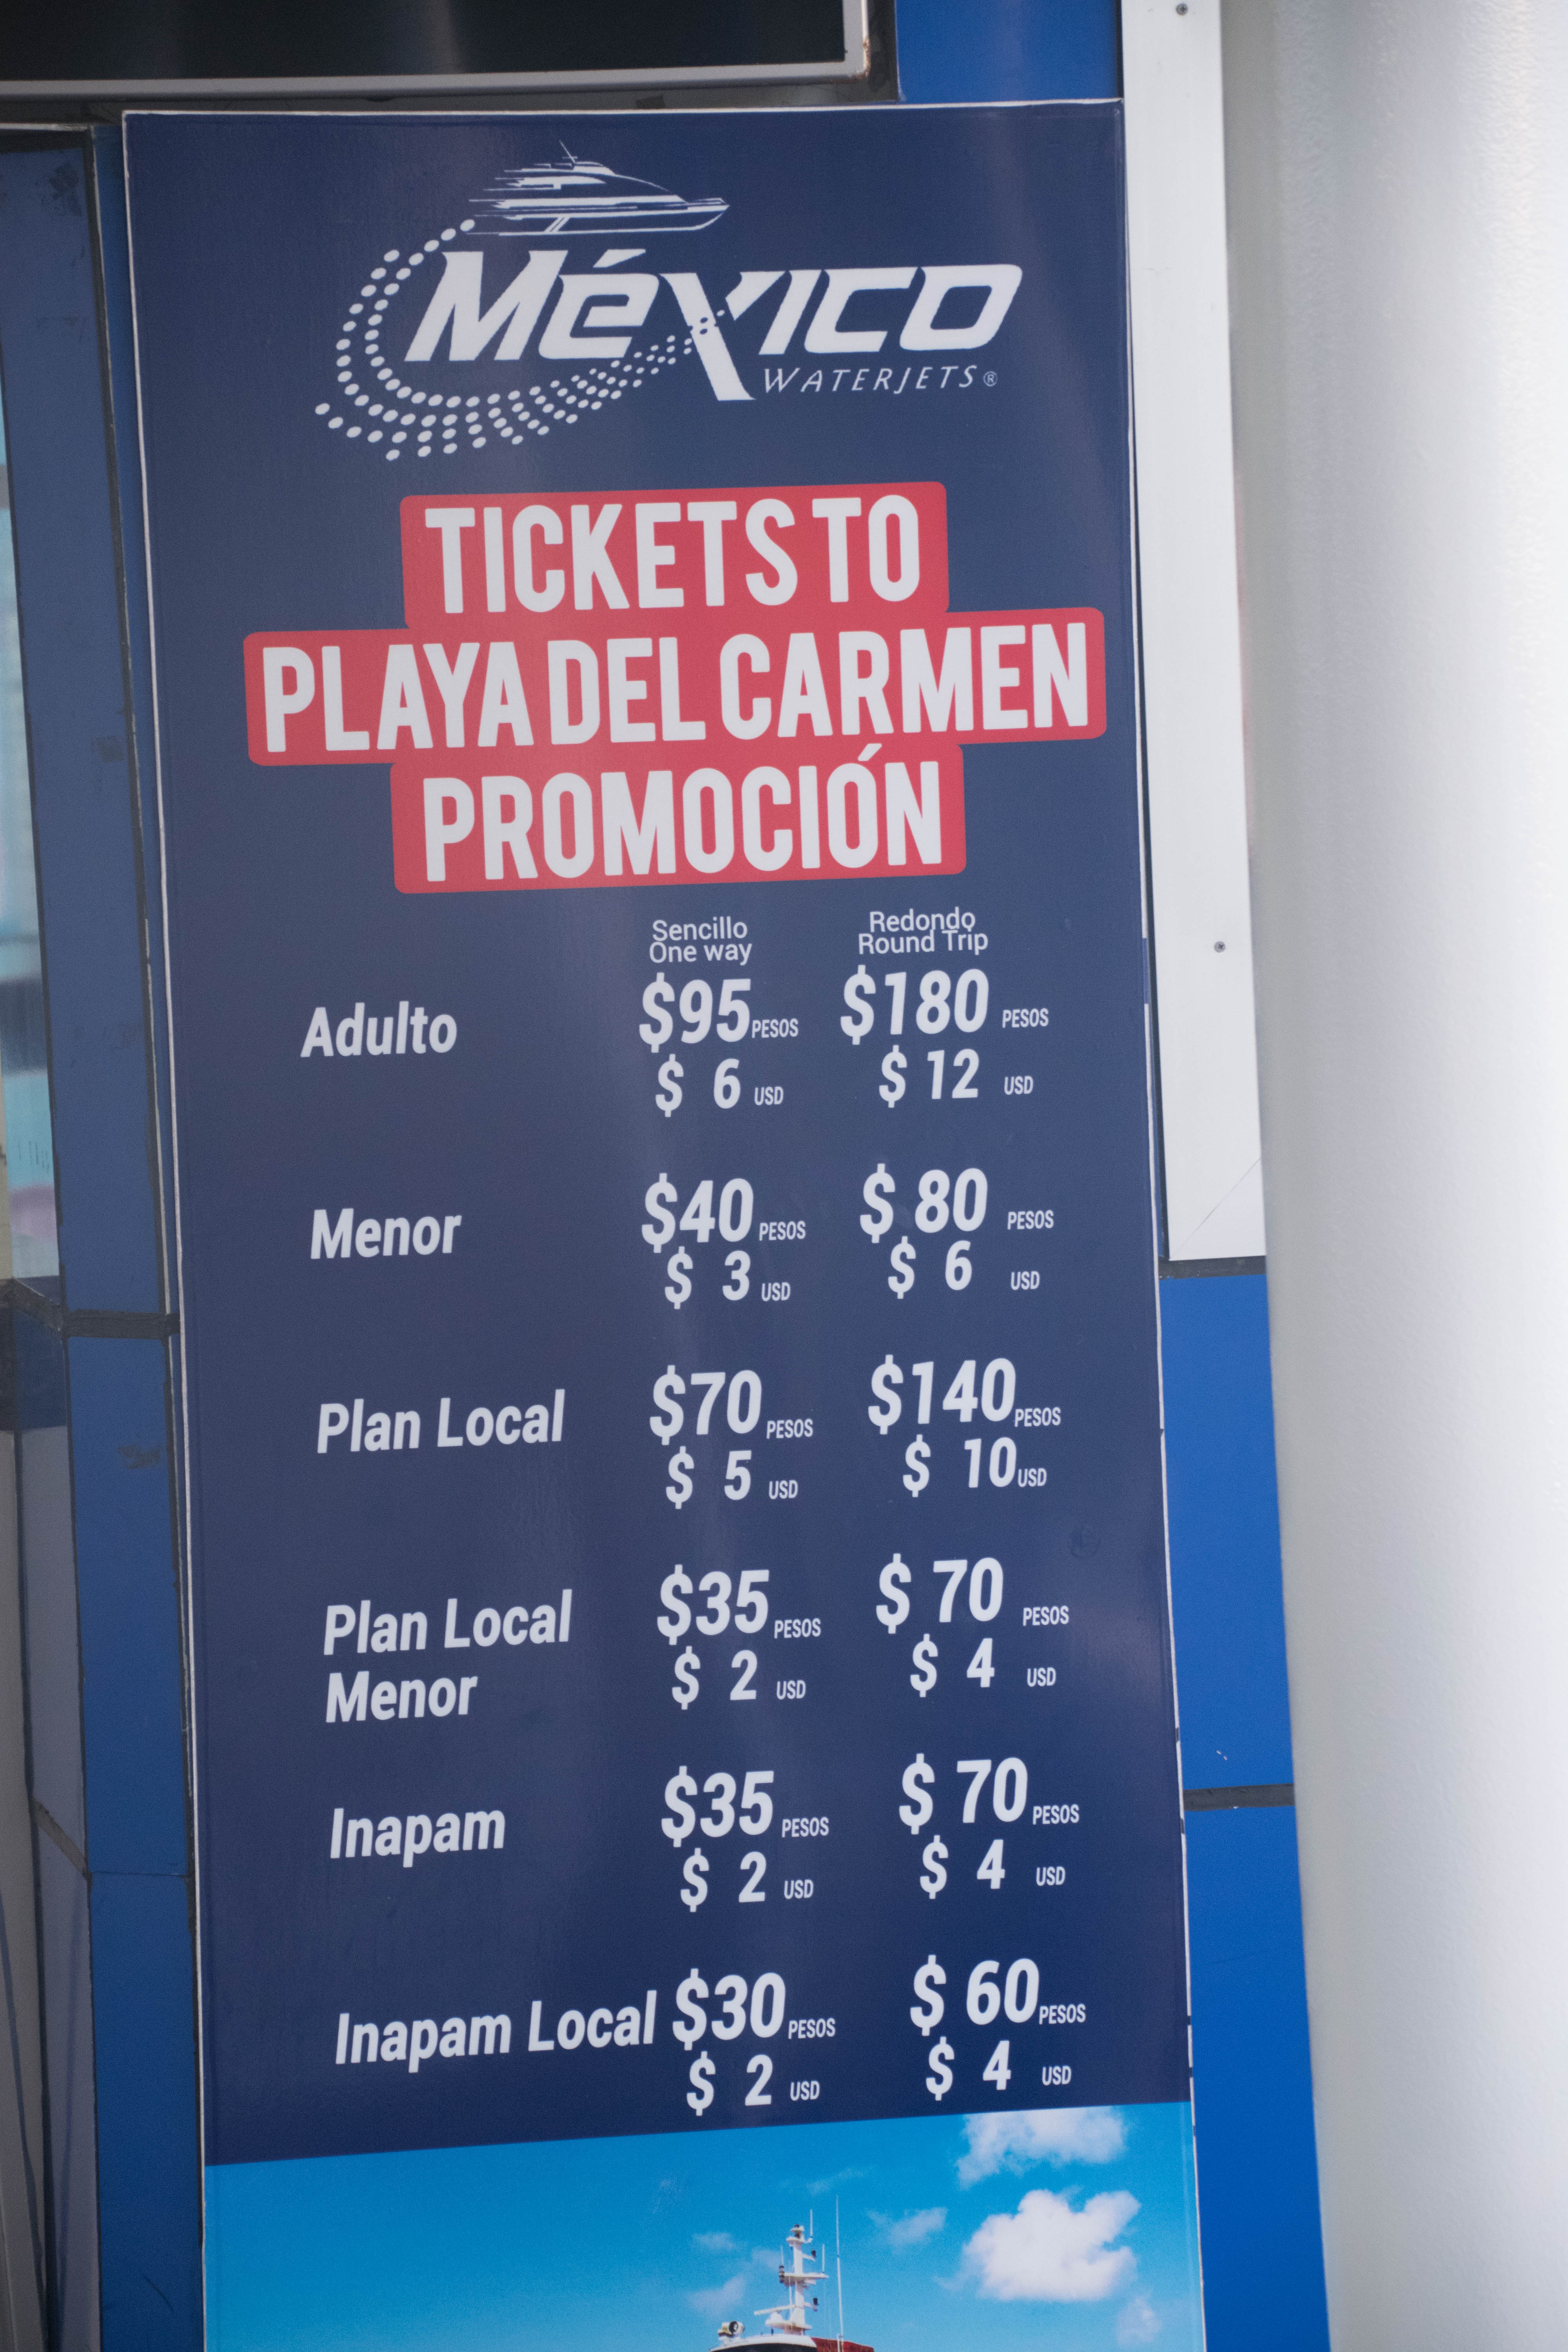 MéXICO
WATERJETS®
TICKETS TO
PLAYA DEL CARMEN
PROMOCIÓN
Sencillo Redondo
One way Round Trip
Adulto $95 PESOS $180 PESOS
$ 6 USD $ 12 USD
Menor $40 PESOS $ 80 PESOS
$ 3 USD $ 6 USD
Plan Local $70 PESOS $140 PESOS
$ 5 USD $ 10 USD
Plan Local $35 PESOS $ 70 PESOS
Menor $ 2 USD $ 4 USD
Inapam $35 PESOS $ 70 PESOS
$ 2 USD $ 4 USD
Inapam Local $30 PESOS $ 60 PESOS
$ 2 USD $ 4 USD